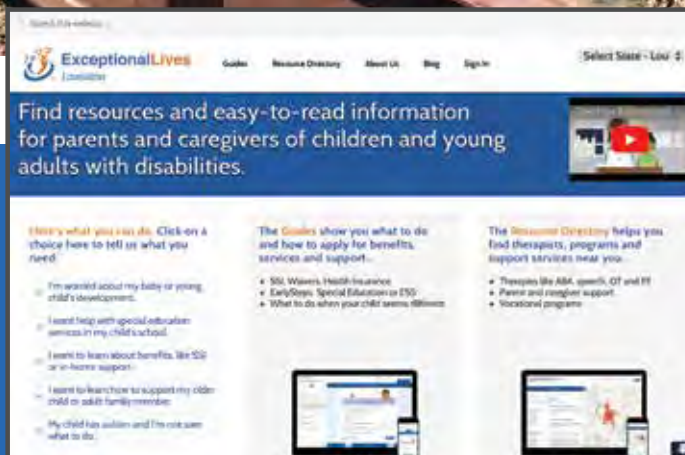 Search this website
ExceptionalLives
Louisiana
Guides Resource Directory About Us Blog Sign In
Select State - Lou
Find resources and easy-to-read information
for parents and caregivers of children and young
adults with disabilities.
Here's what you can do. Click on a
choice here to tell us what you
need.
I'm worried about my baby or young
child's development.
I want help with special education
services in my child's school.
I want to learn about benefits, like SSI
or in-home support.
I want to learn how to support my older
child or adult family member.
My child has autism and I'm not sure
what to do.
The Guides show you what to do
and how to apply for benefits,
services and support.
SSI, Waivers, Health Insurance
EarlySteps, Special Education or ESS
What to do when your child seems different
The Resource Directory helps you
find therapists, programs and
support services near you.
Therapies like ABA, speech, OT and PT
Parent and caregiver support
Vocational programs